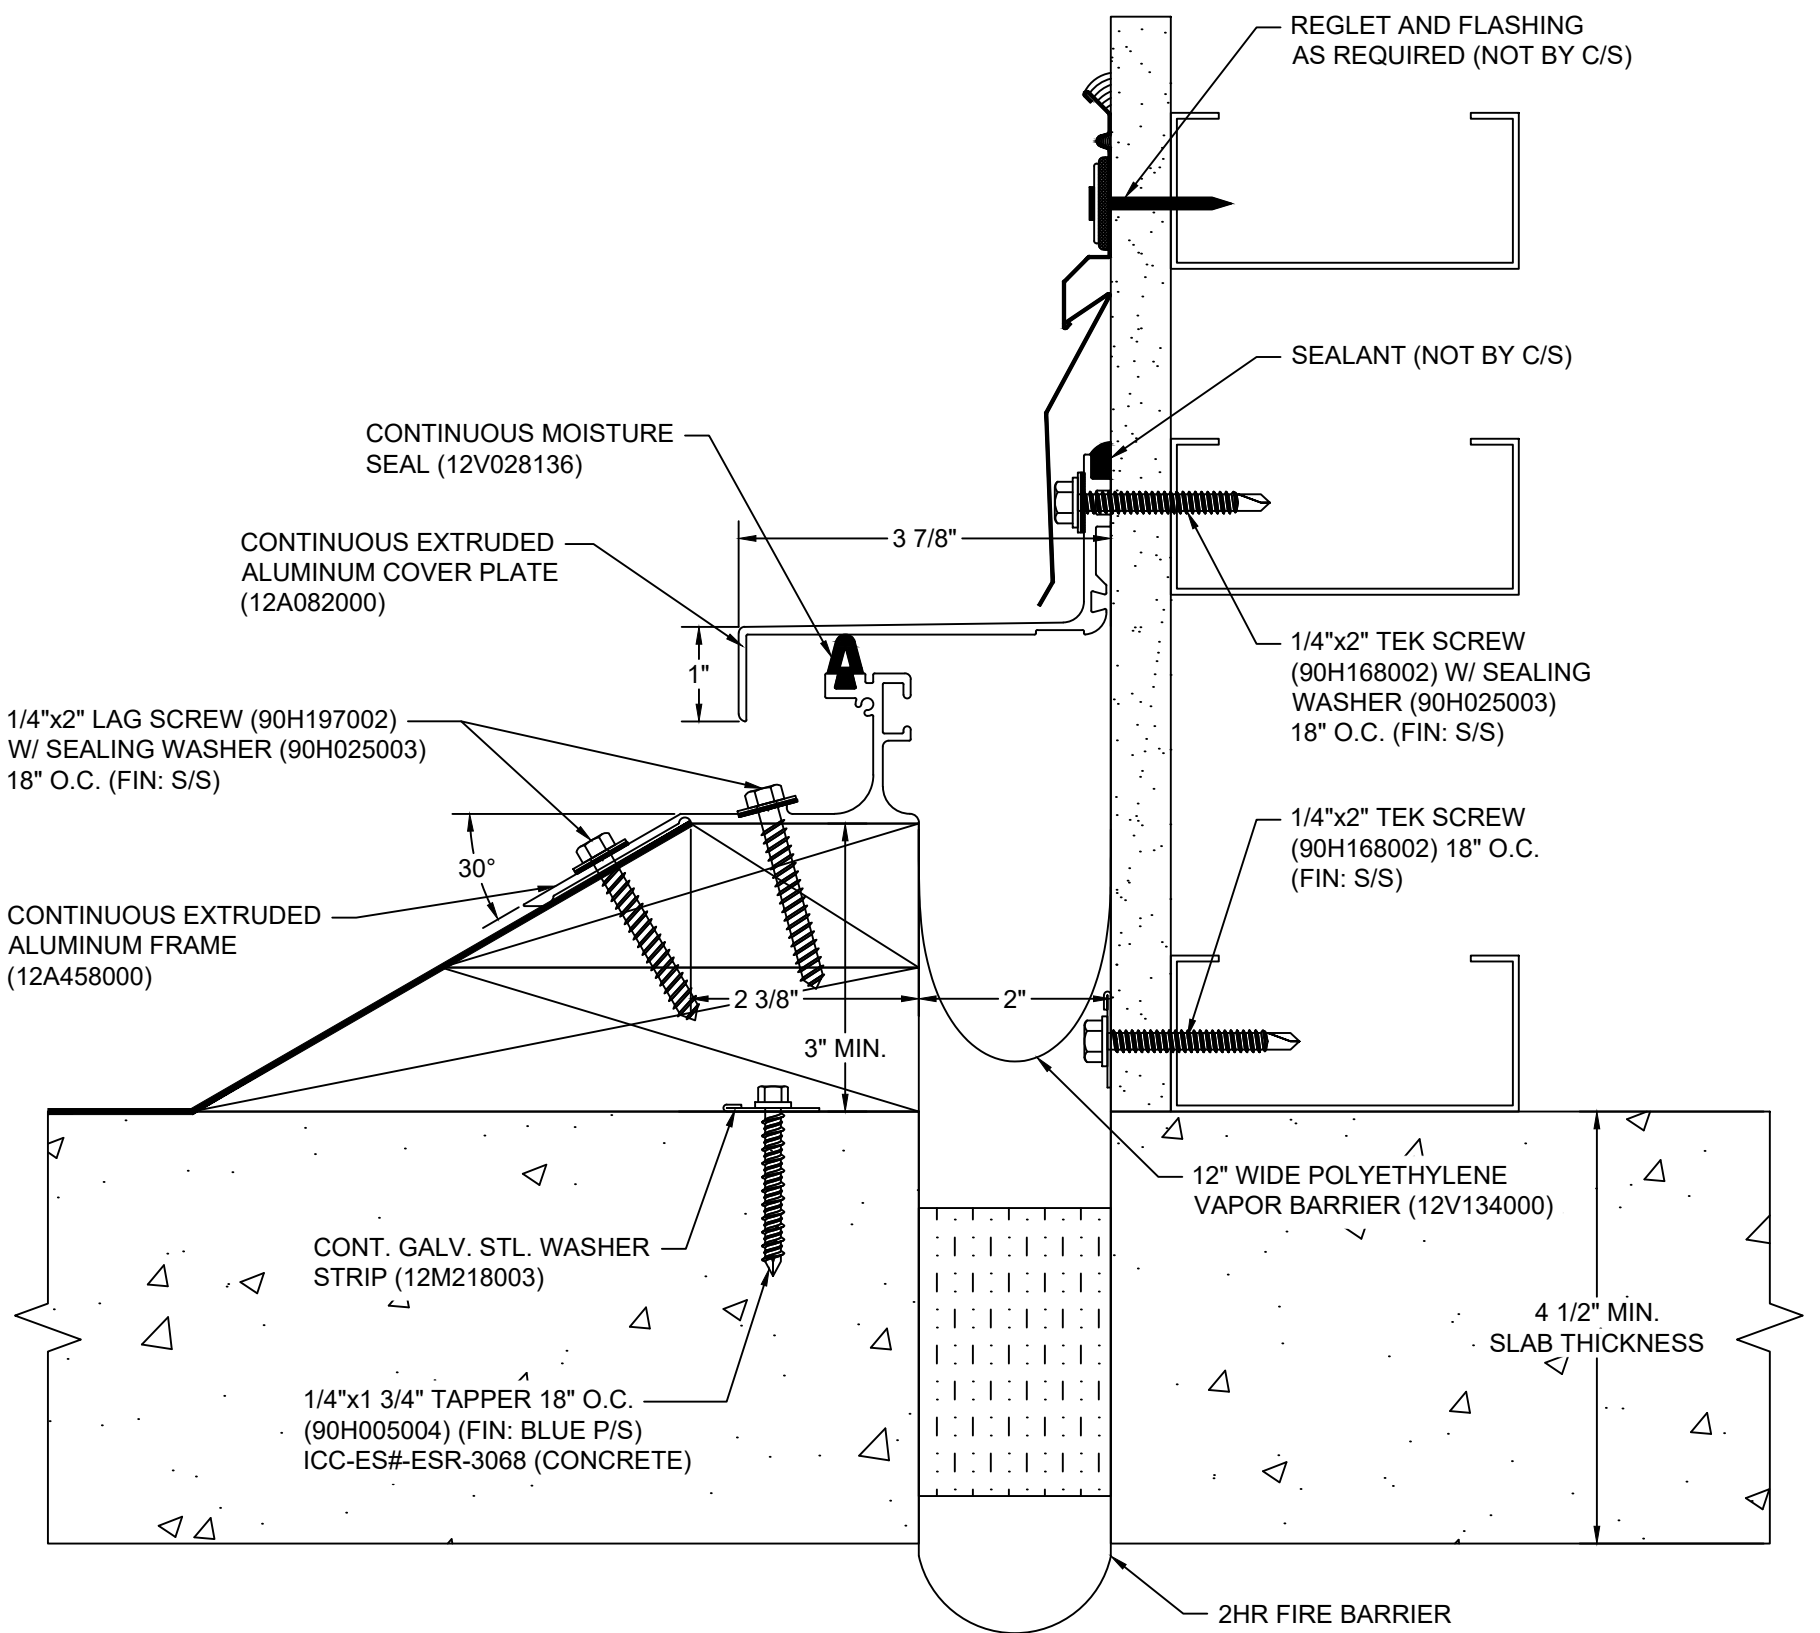 REGLET AND FLASHING
AS REQUIRED (NOT BY C/S)
SEALANT (NOT BY C/S)
CONTINUOUS MOISTURE
SEAL (12V028136)
CONTINUOUS EXTRUDED
ALUMINUM COVER PLATE
(12A082000)
3 7/8"
1"
1/4"x2" TEK SCREW
(90H168002) W/ SEALING
WASHER (90H025003)
18" O.C. (FIN: S/S)
1/4"x2" LAG SCREW (90H197002)
W/ SEALING WASHER (90H025003)
18" O.C. (FIN: S/S)
1/4"x2" TEK SCREW
(90H168002) 18" O.C.
(FIN: S/S)
30°
CONTINUOUS EXTRUDED
ALUMINUM FRAME
(12A458000)
2 3/8"
2"
3" MIN.
12" WIDE POLYETHYLENE
VAPOR BARRIER (12V134000)
CONT. GALV. STL. WASHER
STRIP (12M218003)
4 1/2" MIN.
SLAB THICKNESS
1/4"x1 3/4" TAPPER 18" O.C.
(90H005004) (FIN: BLUE P/S)
ICC-ES#-ESR-3068 (CONCRETE)
2HR FIRE BARRIER